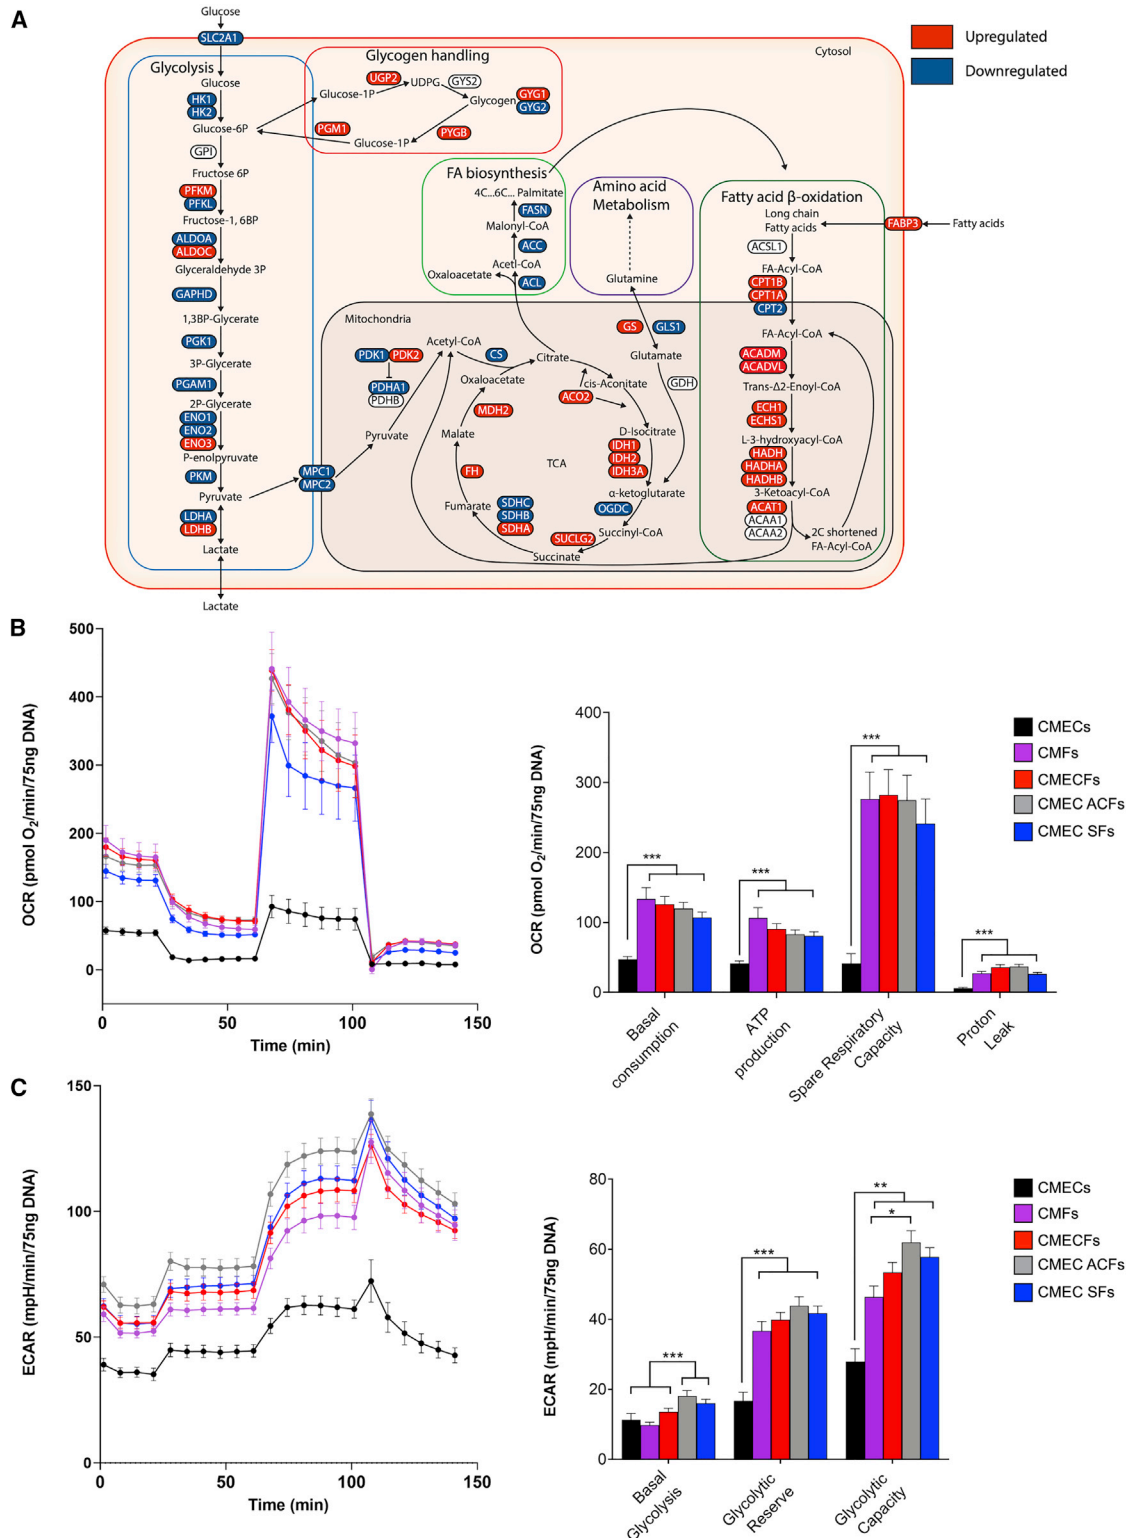 A
Glucose
SLC2A1
Cytosol
Upregulated
Downregulated
Glycolysis
Glucose
HK1
HK2
Glucose-6P
GPI
Fructose 6P
PFKM
PFKL
Fructose-1, 6BP
ALDOA
ALDOC
Glyceraldehyde 3P
GAPHD
1,3BP-Glycerate
PGK1
3P-Glycerate
PGAM1
2P-Glycerate
ENO1
ENO2
ENO3
P-enolpyruvate
PKM
Pyruvate
LDHA
LDHB
Lactate
Lactate
Glycogen handling
UGP2
UDPG
GYS2
Glucose-1P
Glycogen
GYG1
GYG2
PGM1
PYGB
Glucose-1P
FA biosynthesis
4C...6C... Palmitate
FASN
Malonyl-CoA
ACC
Acetl-CoA
Oxaloacetate
ACL
Amino acid
Metabolism
Glutamine
Fatty acid β-oxidation
Long chain
Fatty acids
FABP3
Fatty acids
ACSL1
FA-Acyl-CoA
CPT1B
CPT1A
CPT2
FA-Acyl-CoA
ACADM
ACADVL
Trans-Δ2-Enoyl-CoA
ECH1
ECHS1
L-3-hydroxyacyl-CoA
HADH
HADHA
HADHB
3-Ketoacyl-CoA
ACAT1
ACAA1
ACAA2
2C shortened
FA-Acyl-CoA
Mitochondria
PDK1
PDK2
PDHA1
PDHB
Pyruvate
MPC1
MPC2
Acetyl-CoA
CS
Citrate
Oxaloacetate
cis-Aconitate
ACO2
GS
GLS1
Glutamate
GDH
MDH2
Malate
D-Isocitrate
IDH1
IDH2
IDH3A
TCA
FH
α-ketoglutarate
Fumarate
SDHC
SDHB
SDHA
OGDC
Succinyl-CoA
SUCLG2
Succinate
B
OCR (pmol O2/min/75ng DNA)
500
400
300
200
100
0
0
50
100
150
Time (min)
OCR (pmol O2/min/75ng DNA)
400
300
200
100
0
***
***
***
***
Basal
consumption
ATP
production
Spare Respiratory
Capacity
Proton
Leak
CMECs
CMFs
CMECFs
CMEC ACFs
CMEC SFs
C
ECAR (mpH/min/75ng DNA)
150
100
50
0
0
50
100
150
Time (min)
ECAR (mpH/min/75ng DNA)
80
60
40
20
0
***
***
**
*
Basal
Glycolysis
Glycolytic
Reserve
Glycolytic
Capacity
CMECs
CMFs
CMECFs
CMEC ACFs
CMEC SFs